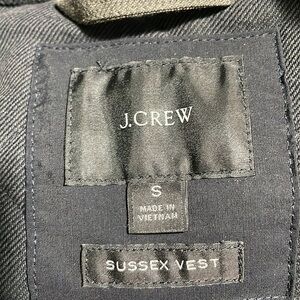 J.CREW
S
MADE IN
VIETNAM
SUSSEX VEST